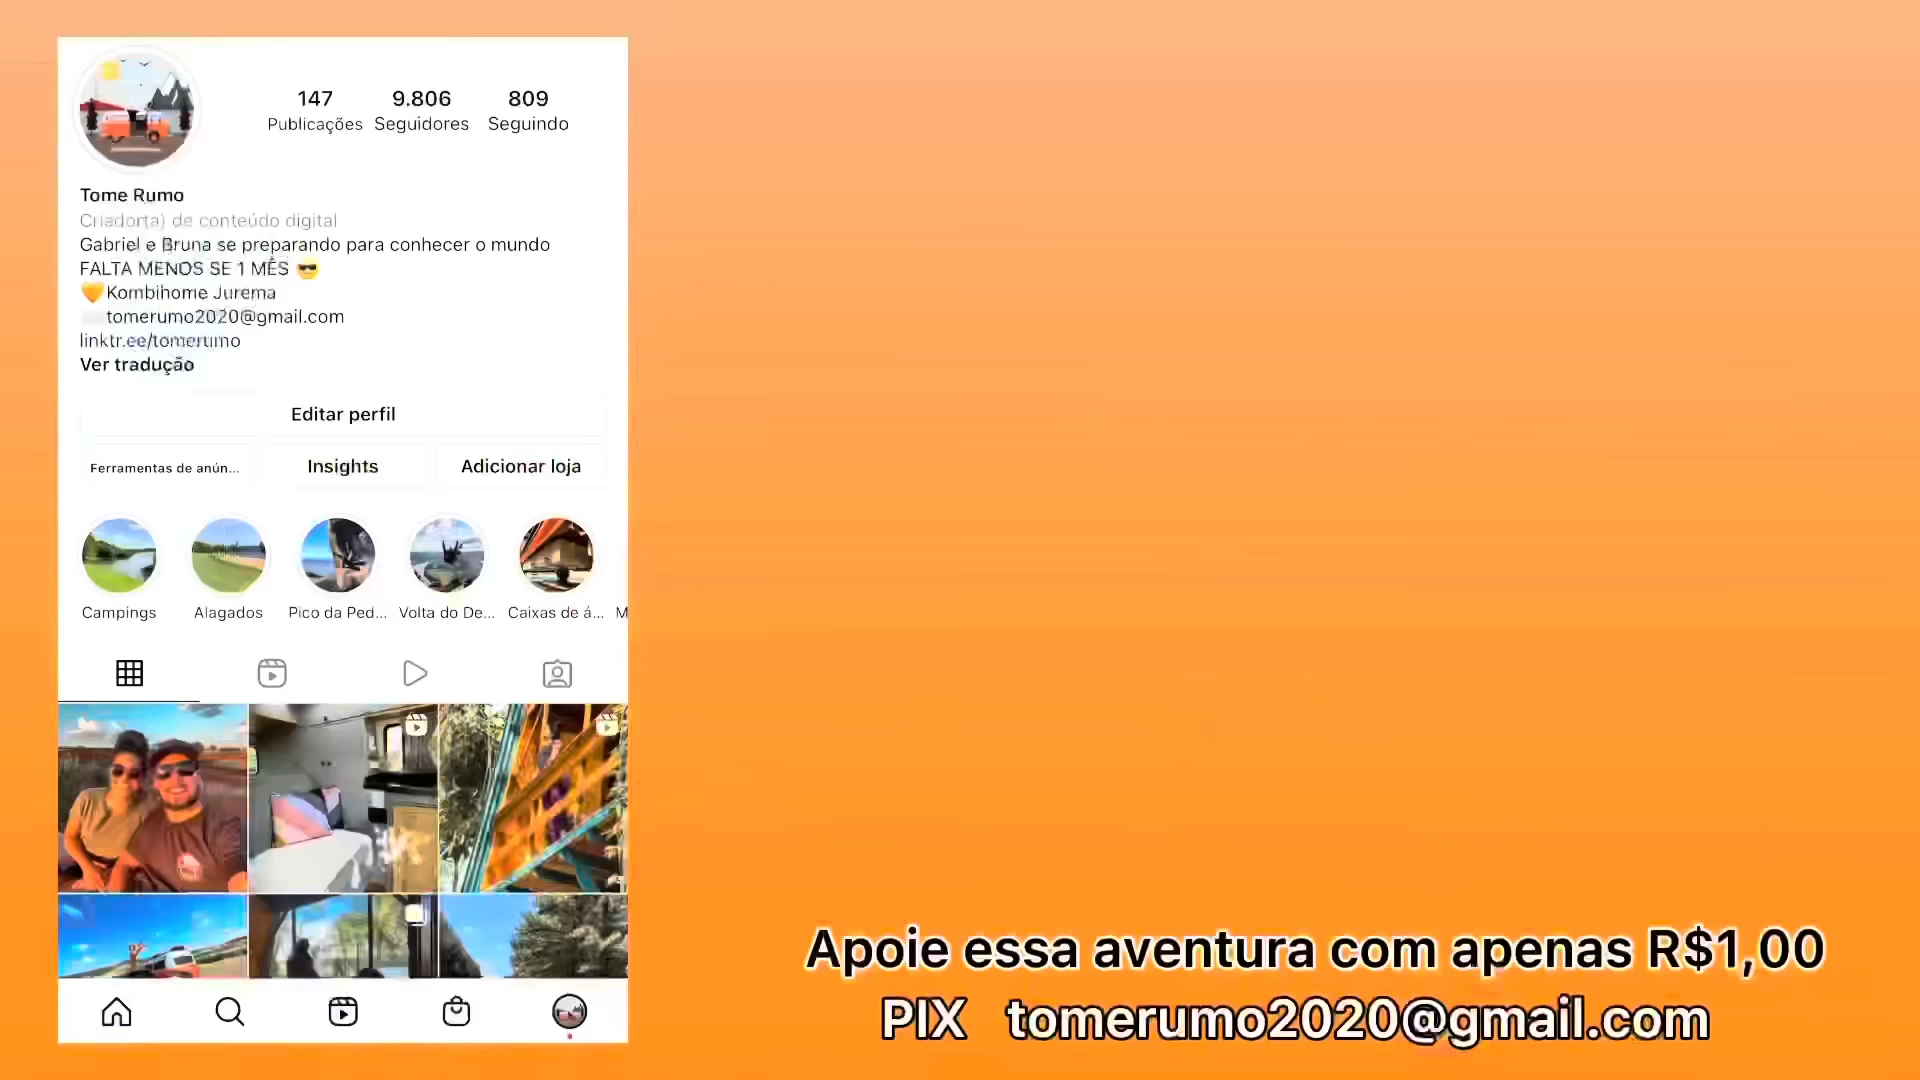 147 9.806 809
Publicações Seguidores Seguindo
Tome Rumo
Criador(a) de conteúdo digital
Gabriel e Bruna se preparando para conhecer o mundo
FALTA MENOS SE 1 MÊS 😎
🧡Kombihome Jurema
tomerumo2020@gmail.com
linktr.ee/tomerumo
Ver tradução
Editar perfil
Ferramentas de anún... Insights Adicionar loja
Campings Alagados Pico da Ped... Volta do De... Caixas de á... M
Apoie essa aventura com apenas R$1,00
PIX tomerumo2020@gmail.com